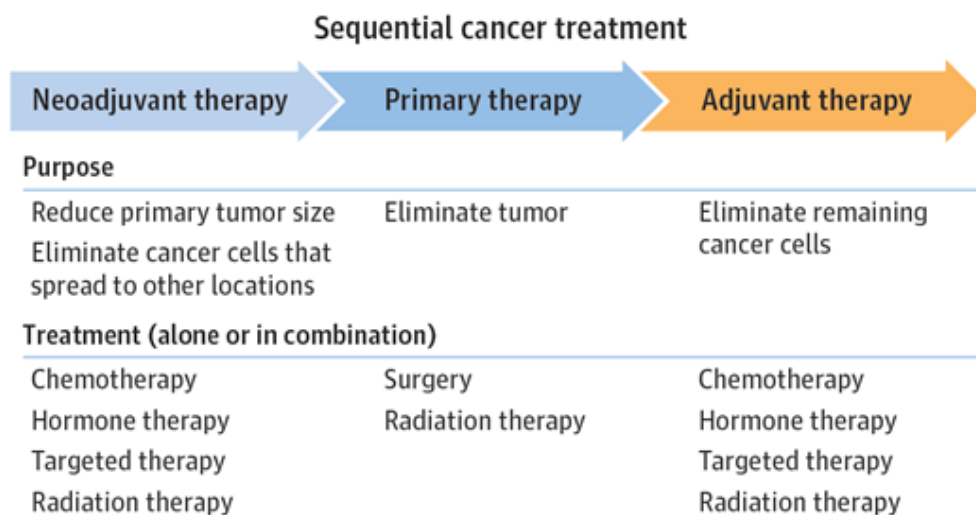 Sequential cancer treatment
Neoadjuvant therapy
Primary therapy
Adjuvant therapy
Purpose
Reduce primary tumor size
Eliminate cancer cells that
spread to other locations
Eliminate tumor
Eliminate remaining
cancer cells
Treatment (alone or in combination)
Chemotherapy
Hormone therapy
Targeted therapy
Radiation therapy
Surgery
Radiation therapy
Chemotherapy
Hormone therapy
Targeted therapy
Radiation therapy